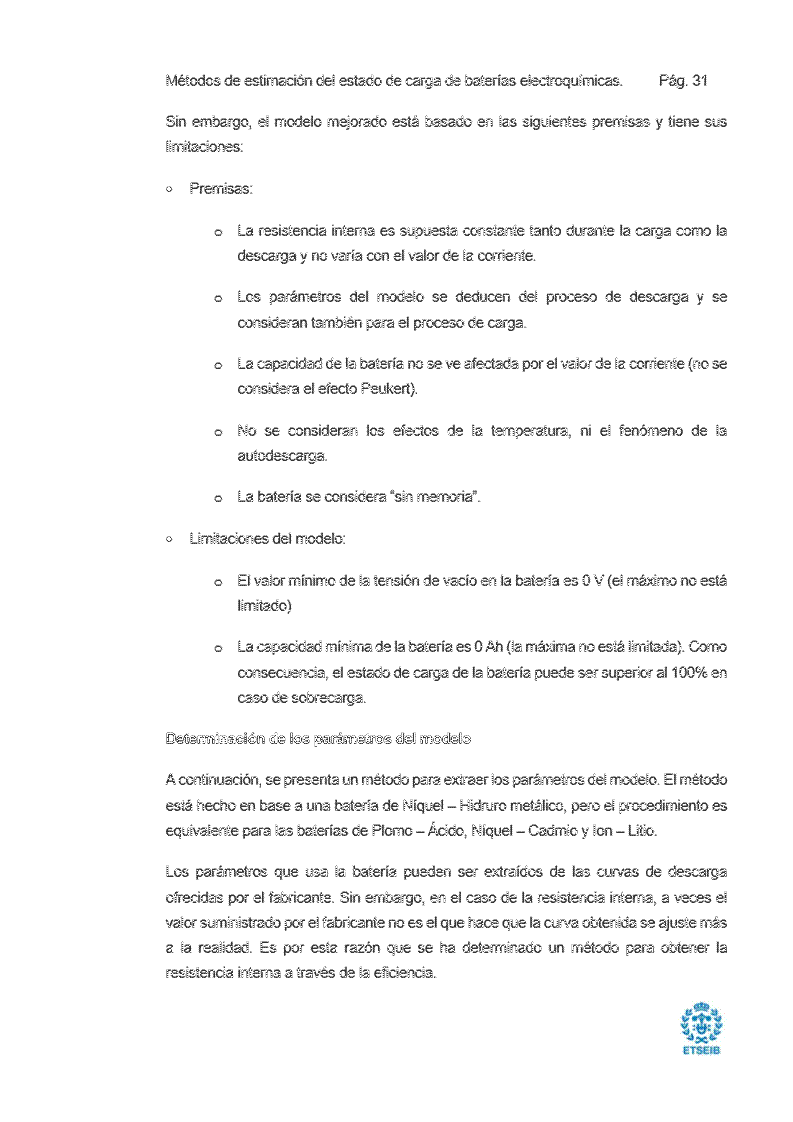 Métodos de estimación del estado de carga de baterías electroquímicas. Pág. 31
Sin embargo, el modelo mejorado está basado en las siguientes premisas y tiene sus
limitaciones:
◦ Premisas:
o La resistencia interna es supuesta constante tanto durante la carga como la
descarga y no varía con el valor de la corriente.
o Los parámetros del modelo se deducen del proceso de descarga y se
consideran también para el proceso de carga.
o La capacidad de la batería no se ve afectada por el valor de la corriente (no se
considera el efecto Peukert).
o No se consideran los efectos de la temperatura, ni el fenómeno de la
autodescarga.
o La batería se considera “sin memoria”.
◦ Limitaciones del modelo:
o El valor mínimo de la tensión de vacío en la batería es 0 V (el máximo no está
limitado)
o La capacidad mínima de la batería es 0 Ah (la máxima no está limitada). Como
consecuencia, el estado de carga de la batería puede ser superior al 100% en
caso de sobrecarga.
Determinación de los parámetros del modelo
A continuación, se presenta un método para extraer los parámetros del modelo. El método
está hecho en base a una batería de Níquel – Hidruro metálico, pero el procedimiento es
equivalente para las baterías de Plomo – Ácido, Níquel – Cadmio y Ion – Litio.
Los parámetros que usa la batería pueden ser extraídos de las curvas de descarga
ofrecidas por el fabricante. Sin embargo, en el caso de la resistencia interna, a veces el
valor suministrado por el fabricante no es el que hace que la curva obtenida se ajuste más
a la realidad. Es por esta razón que se ha determinado un método para obtener la
resistencia interna a través de la eficiencia.
ETSEIB